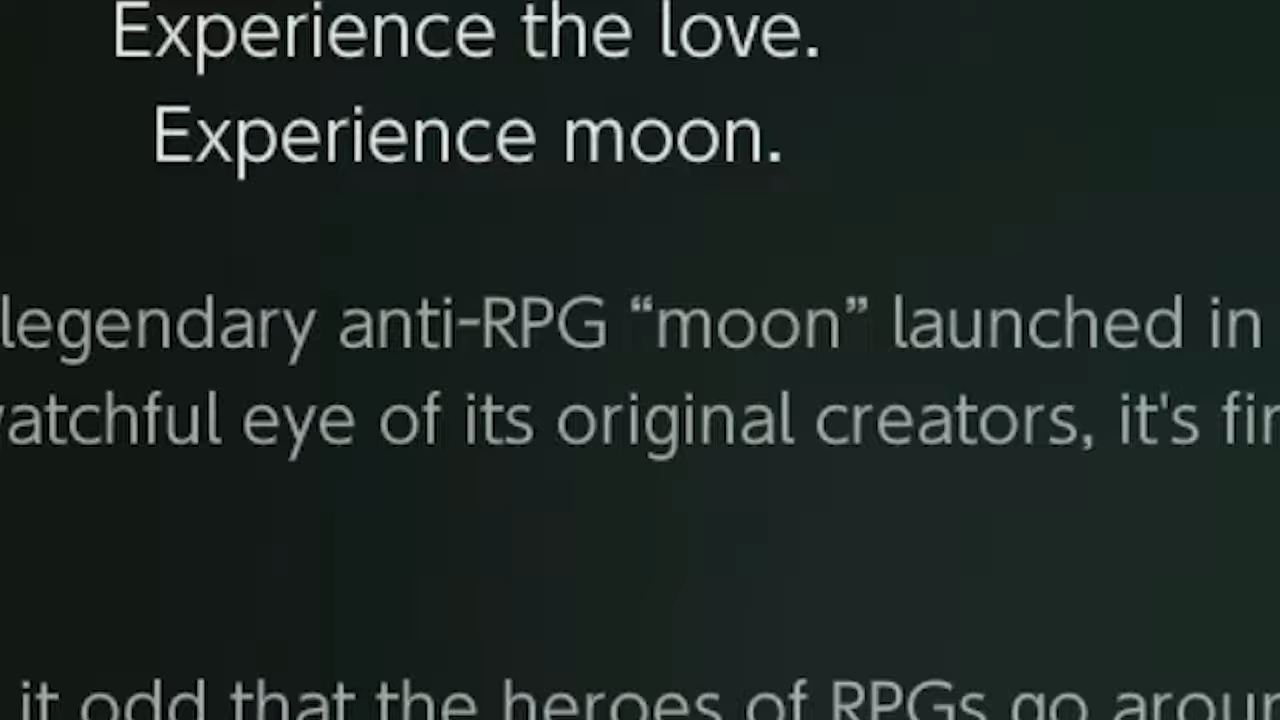 Experience the love.
Experience moon.
legendary anti-RPG “moon” launched in
of its original creators, it's
eye
it odd that the heroes of RPGs go